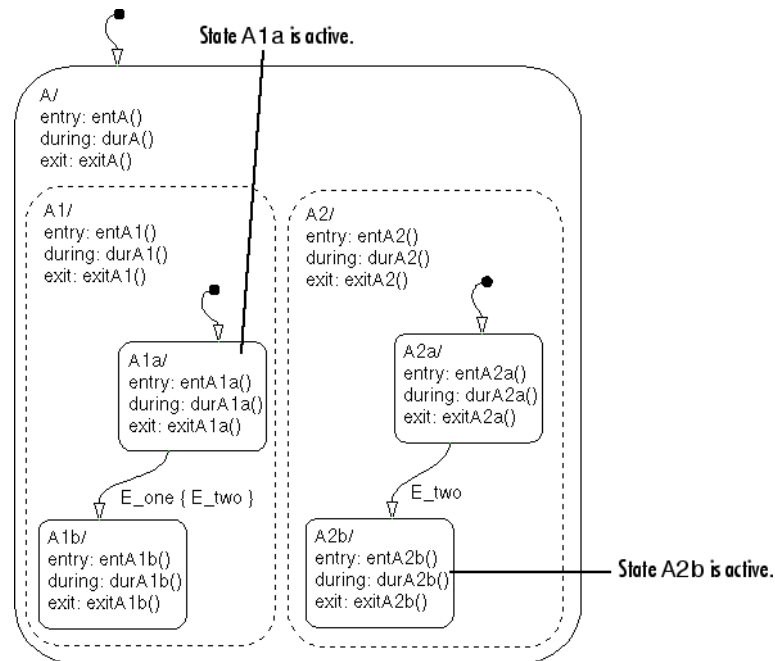 State A1a is active.
A/
entry: entA()
during: durA()
exit: exitA()
A1/
entry: entA1()
during: durA1()
exit: exitA1()
A2/
entry: entA2()
during: durA2()
exit: exitA2()
A1a/
entry: entA1a()
during: durA1a()
exit: exitA1a()
A2a/
entry: entA2a()
during: durA2a()
exit: exitA2a()
E_one { E_two }
E_two
A1b/
entry: entA1b()
during: durA1b()
exit: exitA1b()
A2b/
entry: entA2b()
during: durA2b()
exit: exitA2b()
State A2b is active.